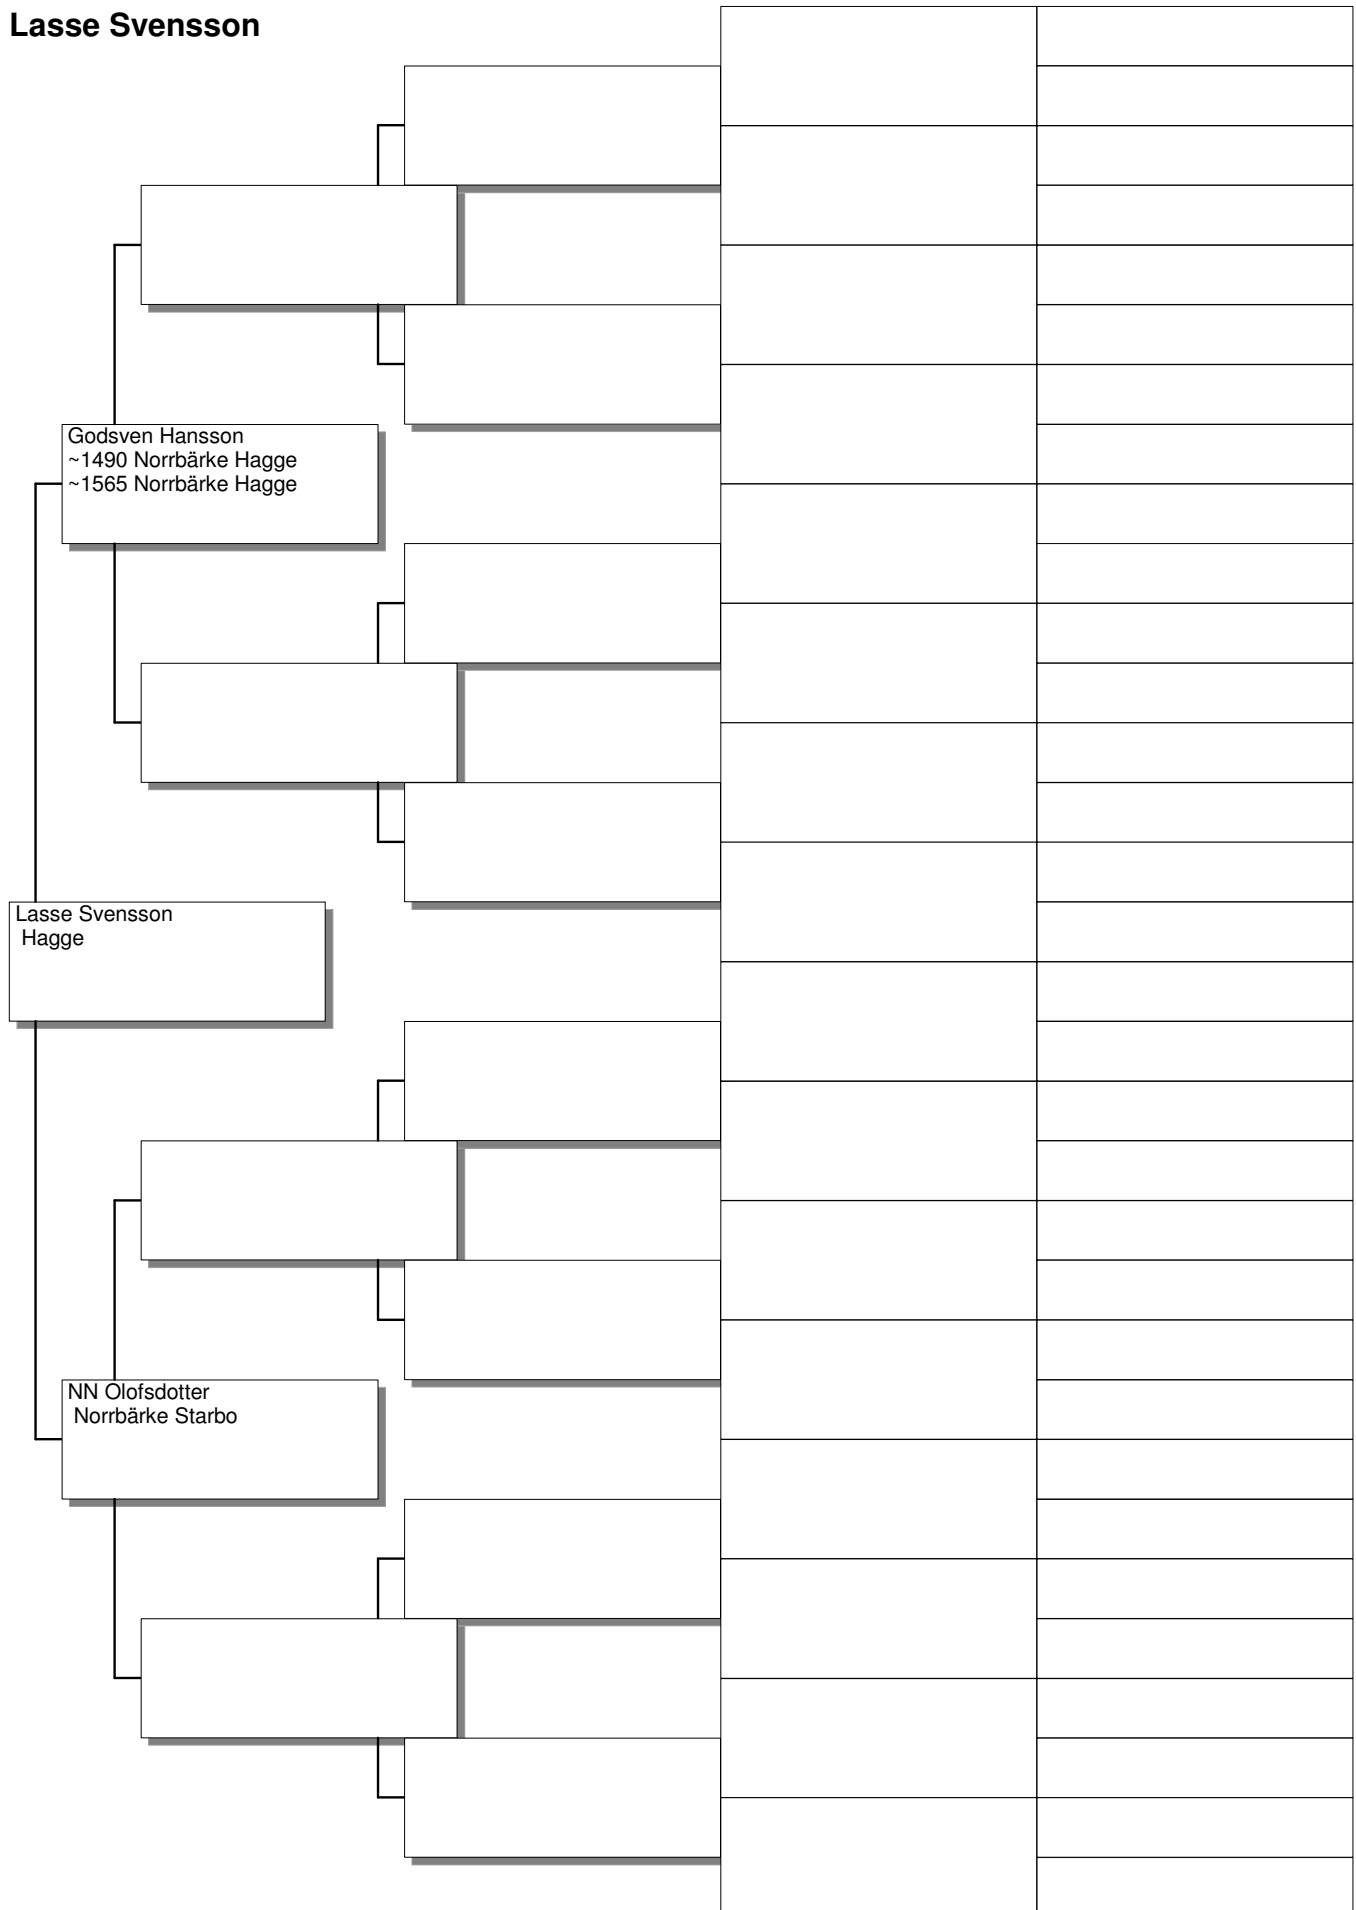 Lasse Svensson
Godsven Hansson
~1490 Norrbärke Hagge
~1565 Norrbärke Hagge
Lasse Svensson
Hagge
NN Olofsdotter
Norrbärke Starbo